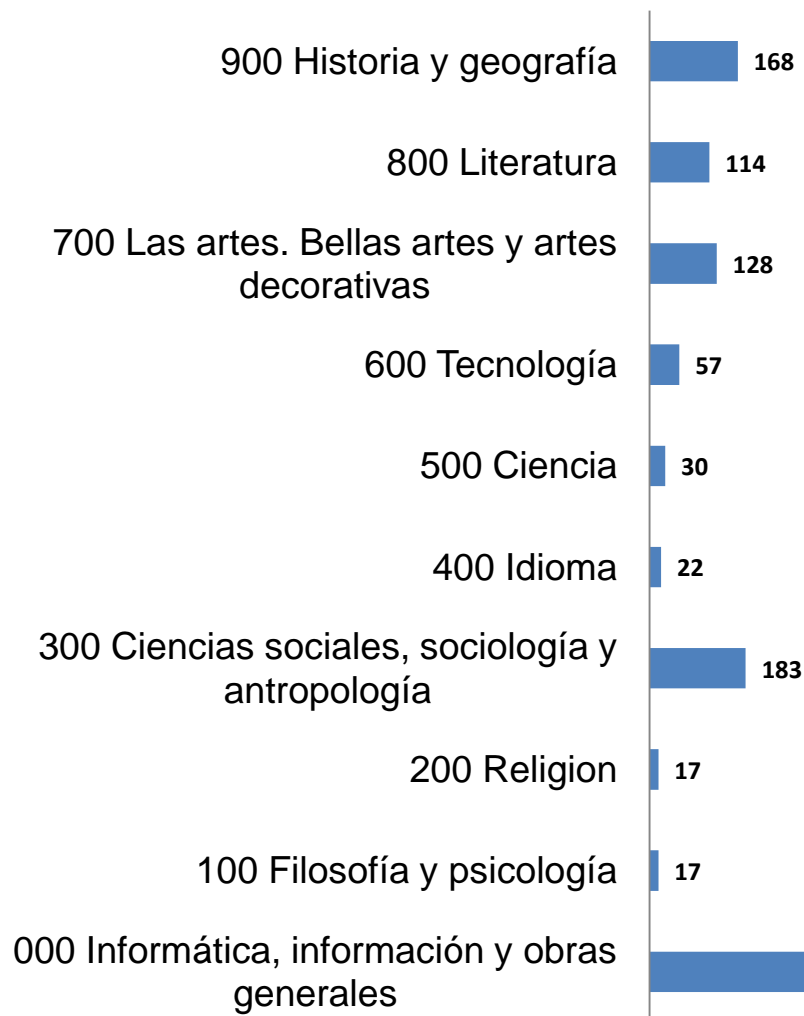 900 Historia y geografía 168
800 Literatura 114
700 Las artes. Bellas artes y artes
decorativas 128
600 Tecnología 57
500 Ciencia 30
400 Idioma 22
300 Ciencias sociales, sociología y
antropología 183
200 Religion 17
100 Filosofía y psicología 17
000 Informática, información y obras
generales